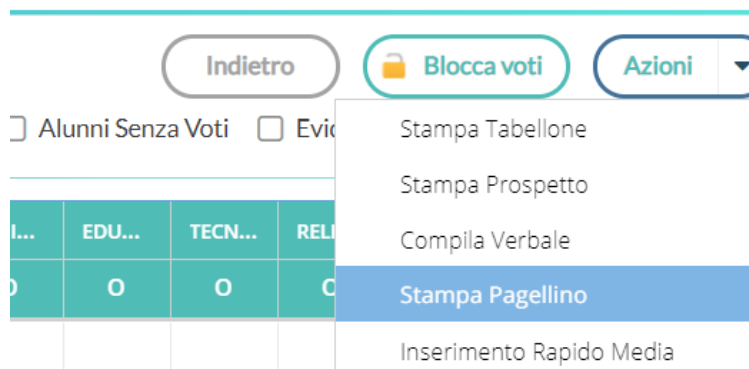 Indietro
Blocca voti
Azioni
Alunni Senza Voti
Stampa Tabellone
Stampa Prospetto
EDU... TECN...
Compila Verbale
O O
Stampa Pagellino
Inserimento Rapido Media